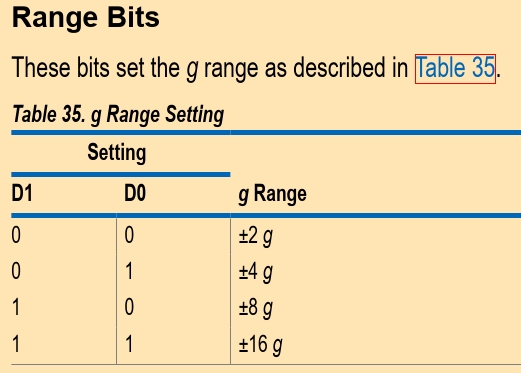 Range Bits
These bits set the g range as described in Table 35.
Table 35. g Range Setting
Setting
D1 D0 g Range
0 0 ±2 g
0 1 ±4 g
1 0 ±8 g
1 1 ±16 g